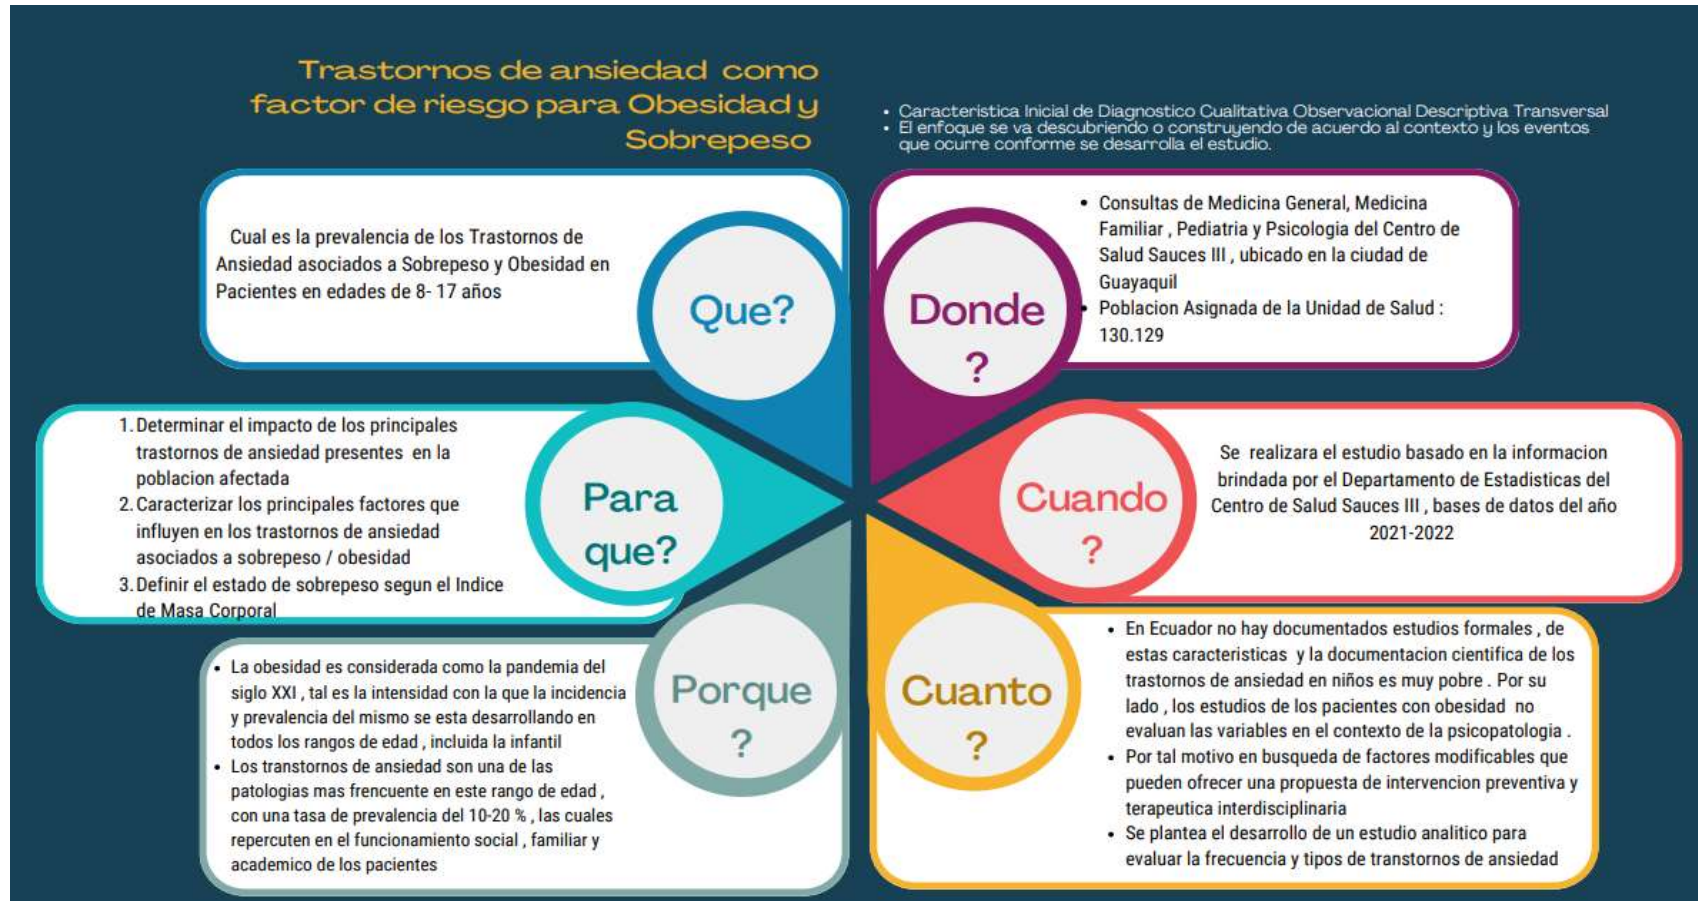 Trastornos de ansiedad como
factor de riesgo para Obesidad y
Sobrepeso
• Caracteristica Inicial de Diagnostico Cualitativa Observacional Descriptiva Transversal
• El enfoque se va descubriendo o construyendo de acuerdo al contexto y los eventos
que ocurre conforme se desarrolla el estudio.
Cual es la prevalencia de los Trastornos de
Ansiedad asociados a Sobrepeso y Obesidad en
Pacientes en edades de 8- 17 años
Que?
Donde
?
• Consultas de Medicina General, Medicina
Familiar , Pediatria y Psicologia del Centro de
Salud Sauces III , ubicado en la ciudad de
Guayaquil
• Poblacion Asignada de la Unidad de Salud :
130.129
1. Determinar el impacto de los principales
trastornos de ansiedad presentes en la
poblacion afectada
2. Caracterizar los principales factores que
influyen en los trastornos de ansiedad
asociados a sobrepeso / obesidad
3. Definir el estado de sobrepeso segun el Indice
de Masa Corporal
Para
que?
Cuando
?
Se realizara el estudio basado en la informacion
brindada por el Departamento de Estadisticas del
Centro de Salud Sauces III , bases de datos del año
2021-2022
• La obesidad es considerada como la pandemia del
siglo XXI , tal es la intensidad con la que la incidencia
y prevalencia del mismo se esta desarrollando en
todos los rangos de edad , incluida la infantil
• Los transtornos de ansiedad son una de las
patologias mas frencuente en este rango de edad ,
con una tasa de prevalencia del 10-20 % , las cuales
repercuten en el funcionamiento social , familiar y
academico de los pacientes
Porque
?
Cuanto
?
• En Ecuador no hay documentados estudios formales , de
estas caracteristicas y la documentacion cientifica de los
trastornos de ansiedad en niños es muy pobre . Por su
lado , los estudios de los pacientes con obesidad no
evaluan las variables en el contexto de la psicopatologia .
• Por tal motivo en busqueda de factores modificables que
pueden ofrecer una propuesta de intervencion preventiva y
terapeutica interdisciplinaria
• Se plantea el desarrollo de un estudio analitico para
evaluar la frecuencia y tipos de transtornos de ansiedad